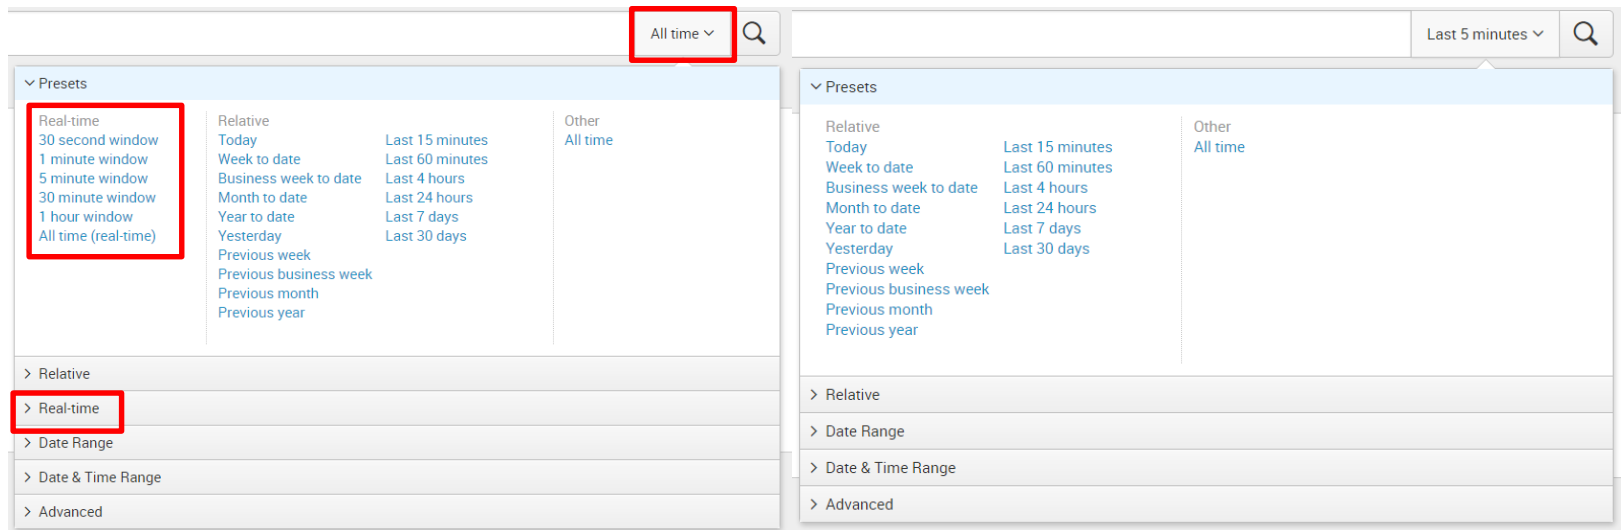 All time
Presets
Real-time
30 second window
1 minute window
5 minute window
30 minute window
1 hour window
All time (real-time)
Relative
Today
Week to date
Business week to date
Month to date
Year to date
Yesterday
Previous week
Previous business week
Previous month
Previous year
Last 15 minutes
Last 60 minutes
Last 4 hours
Last 24 hours
Last 7 days
Last 30 days
Other
All time
Relative
Real-time
Date Range
Date & Time Range
Advanced
Last 5 minutes
Presets
Relative
Today
Week to date
Business week to date
Month to date
Year to date
Yesterday
Previous week
Previous business week
Previous month
Previous year
Last 15 minutes
Last 60 minutes
Last 4 hours
Last 24 hours
Last 7 days
Last 30 days
Other
All time
Relative
Date Range
Date & Time Range
Advanced